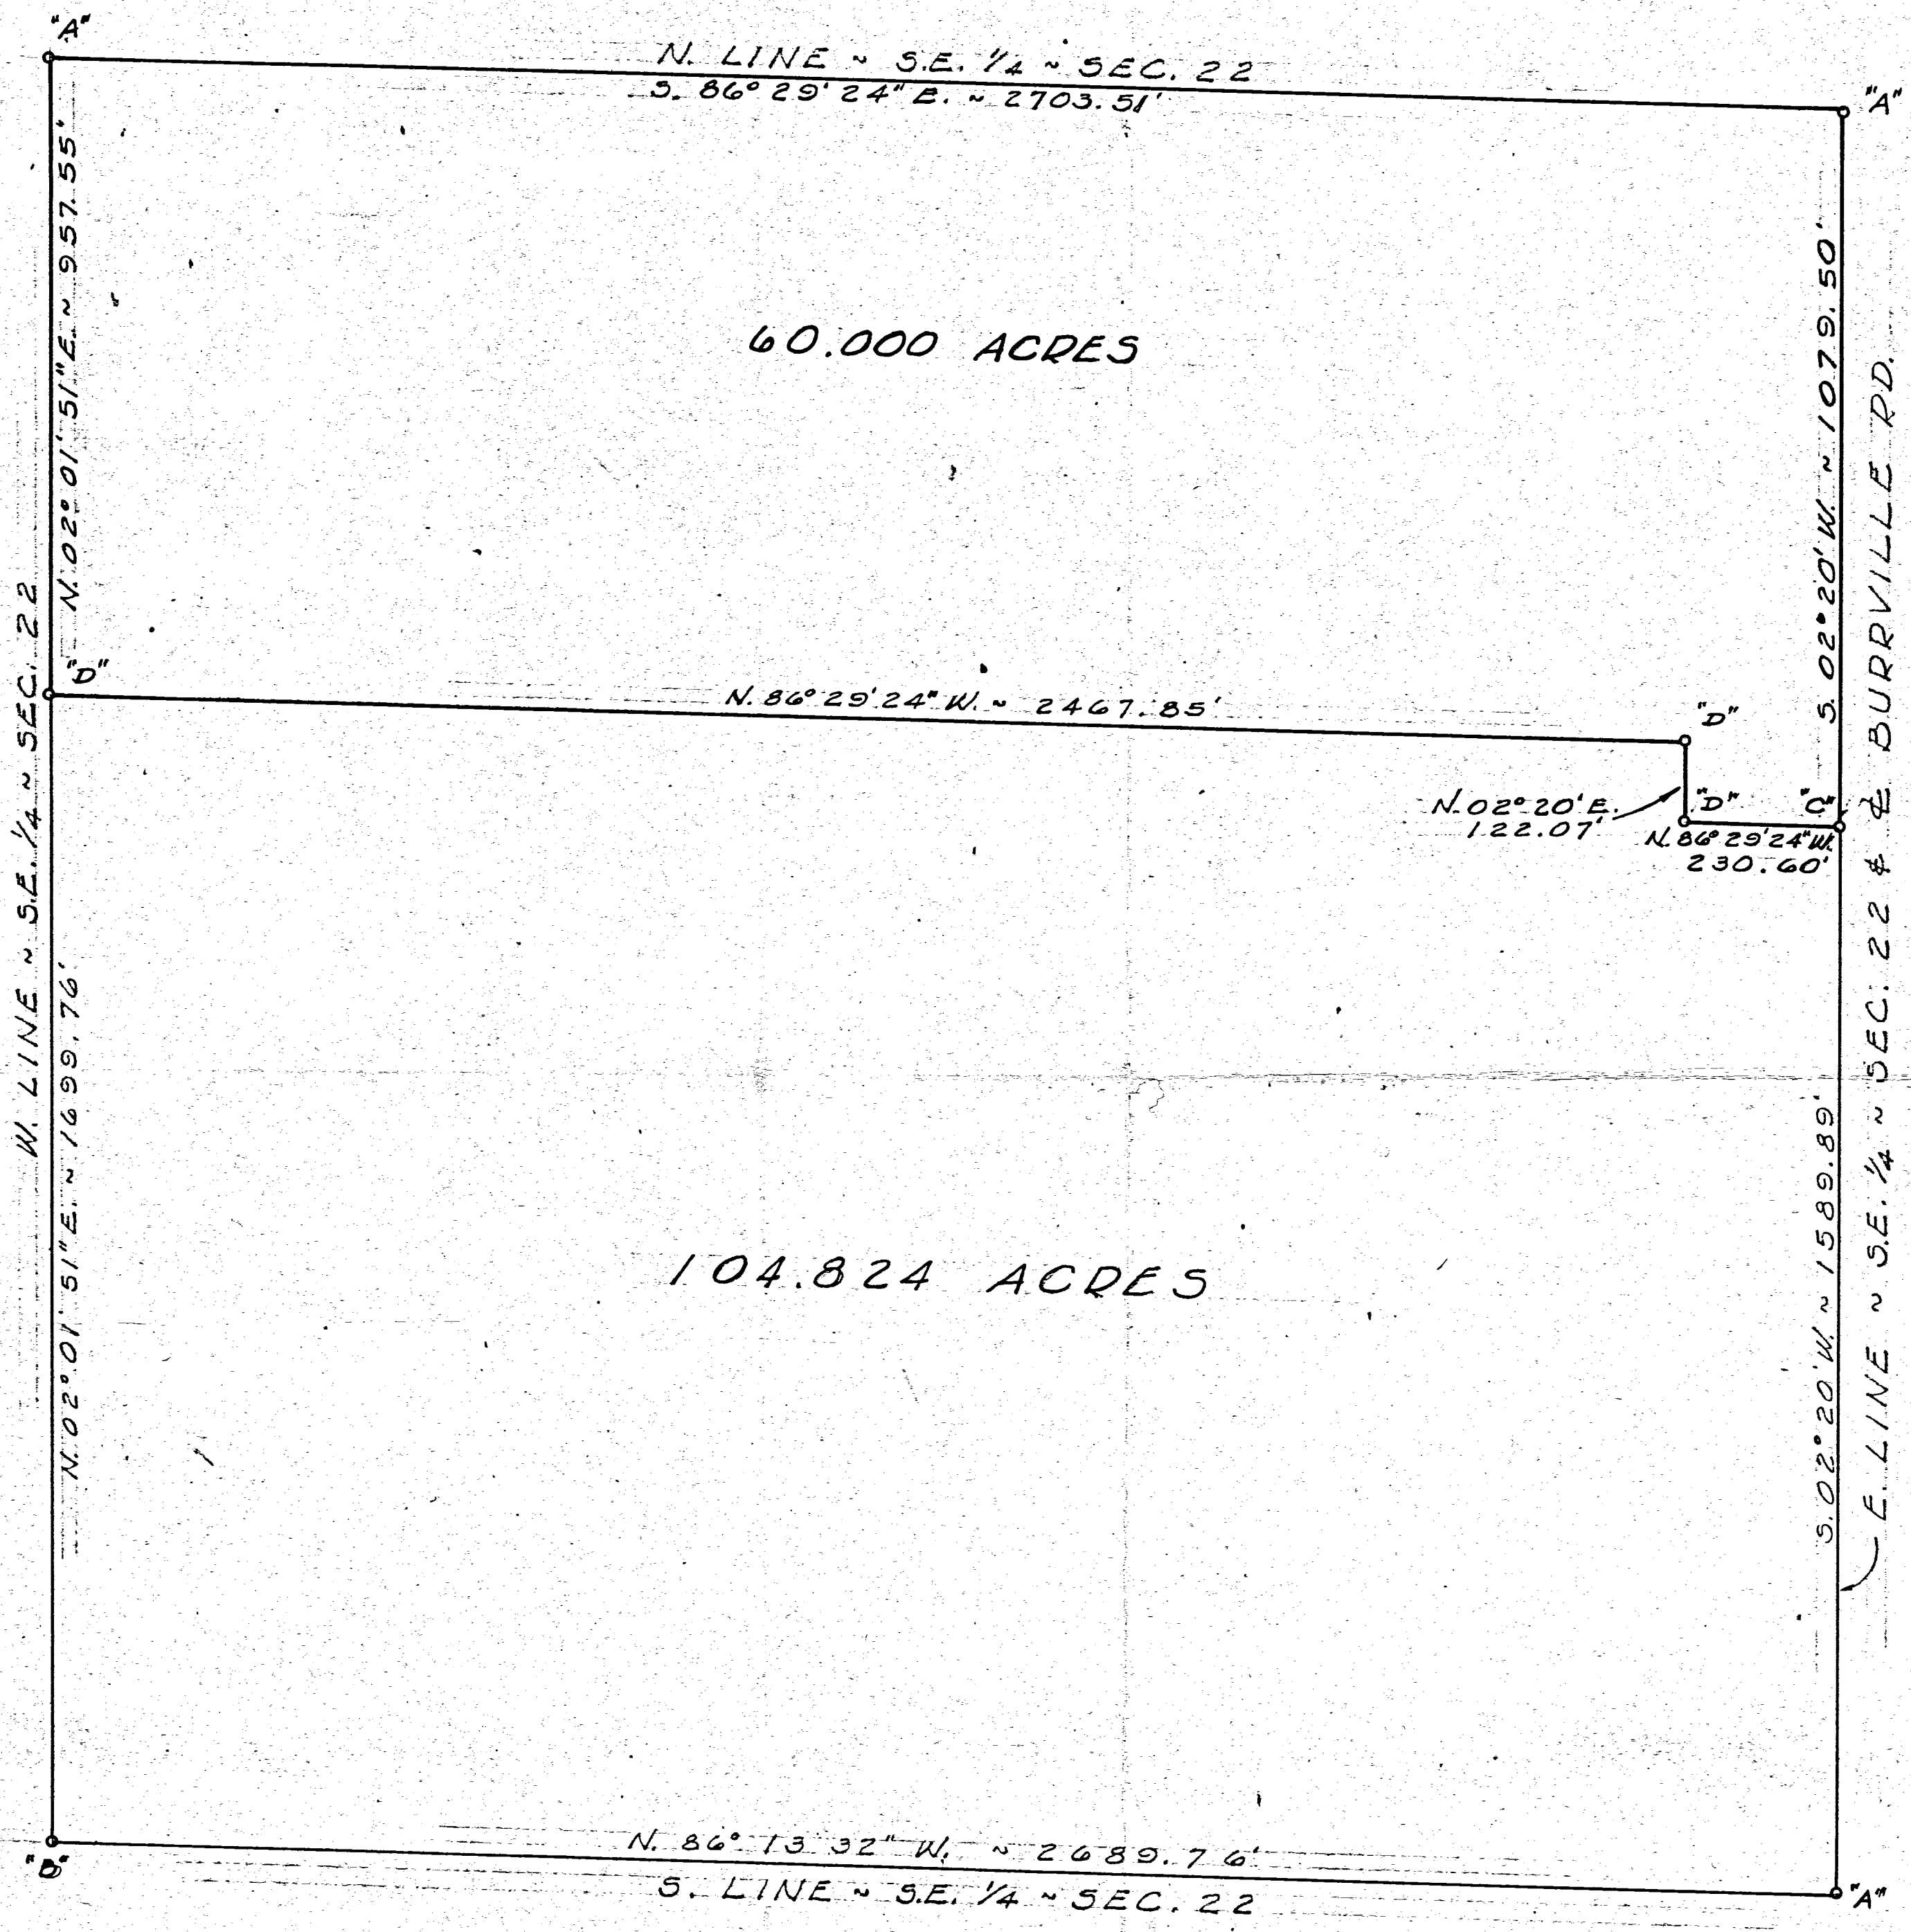 "A"
N. LINE ~ S.E. 1/4 ~ SEC. 22
S. 86° 29' 24" E. ~ 2703.51'
"A"
N. 02° 01' 51" E. ~ 957.55'
S. 02° 20' W. ~ 1079.50'
60.000 ACRES
W. LINE ~ S.E. 1/4 ~ SEC. 22
"D"
N. 86° 29' 24" W. ~ 2467.85'
"D"
N. 02° 20' E.
122.07'
"D"
"C"
N. 86° 29' 24" W.
230.60'
E. LINE ~ S.E. 1/4 ~ SEC. 22 & ℄ BURRVILLE RD.
N. 02° 01' 51" E. ~ 1699.76'
S. 02° 20' W. ~ 1589.89'
104.824 ACRES
N. 86° 13' 32" W. ~ 2689.76'
S. LINE ~ S.E. 1/4 ~ SEC. 22
"B"
"A"